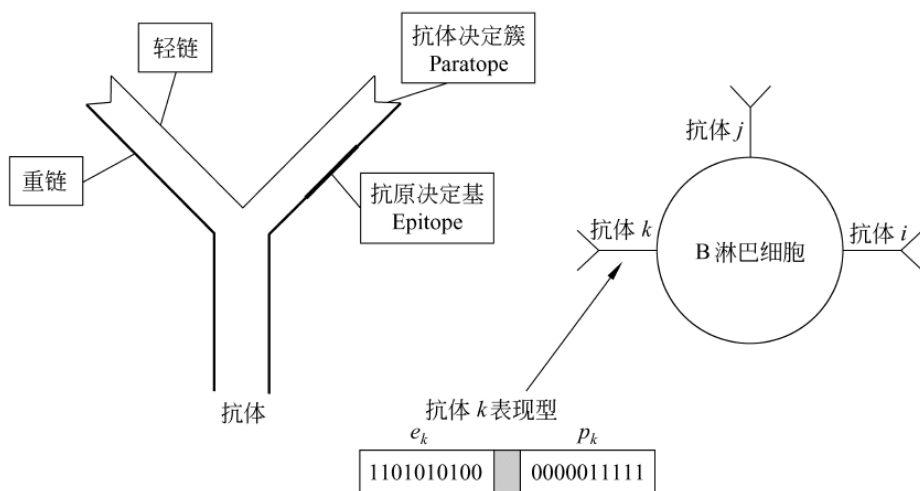 轻链
抗体决定簇
Paratope
重链
抗原决定基
Epitope
抗体
抗体 j
抗体 k
抗体 i
B 淋巴细胞
抗体 k 表现型
e_k
p_k
1101010100
0000011111